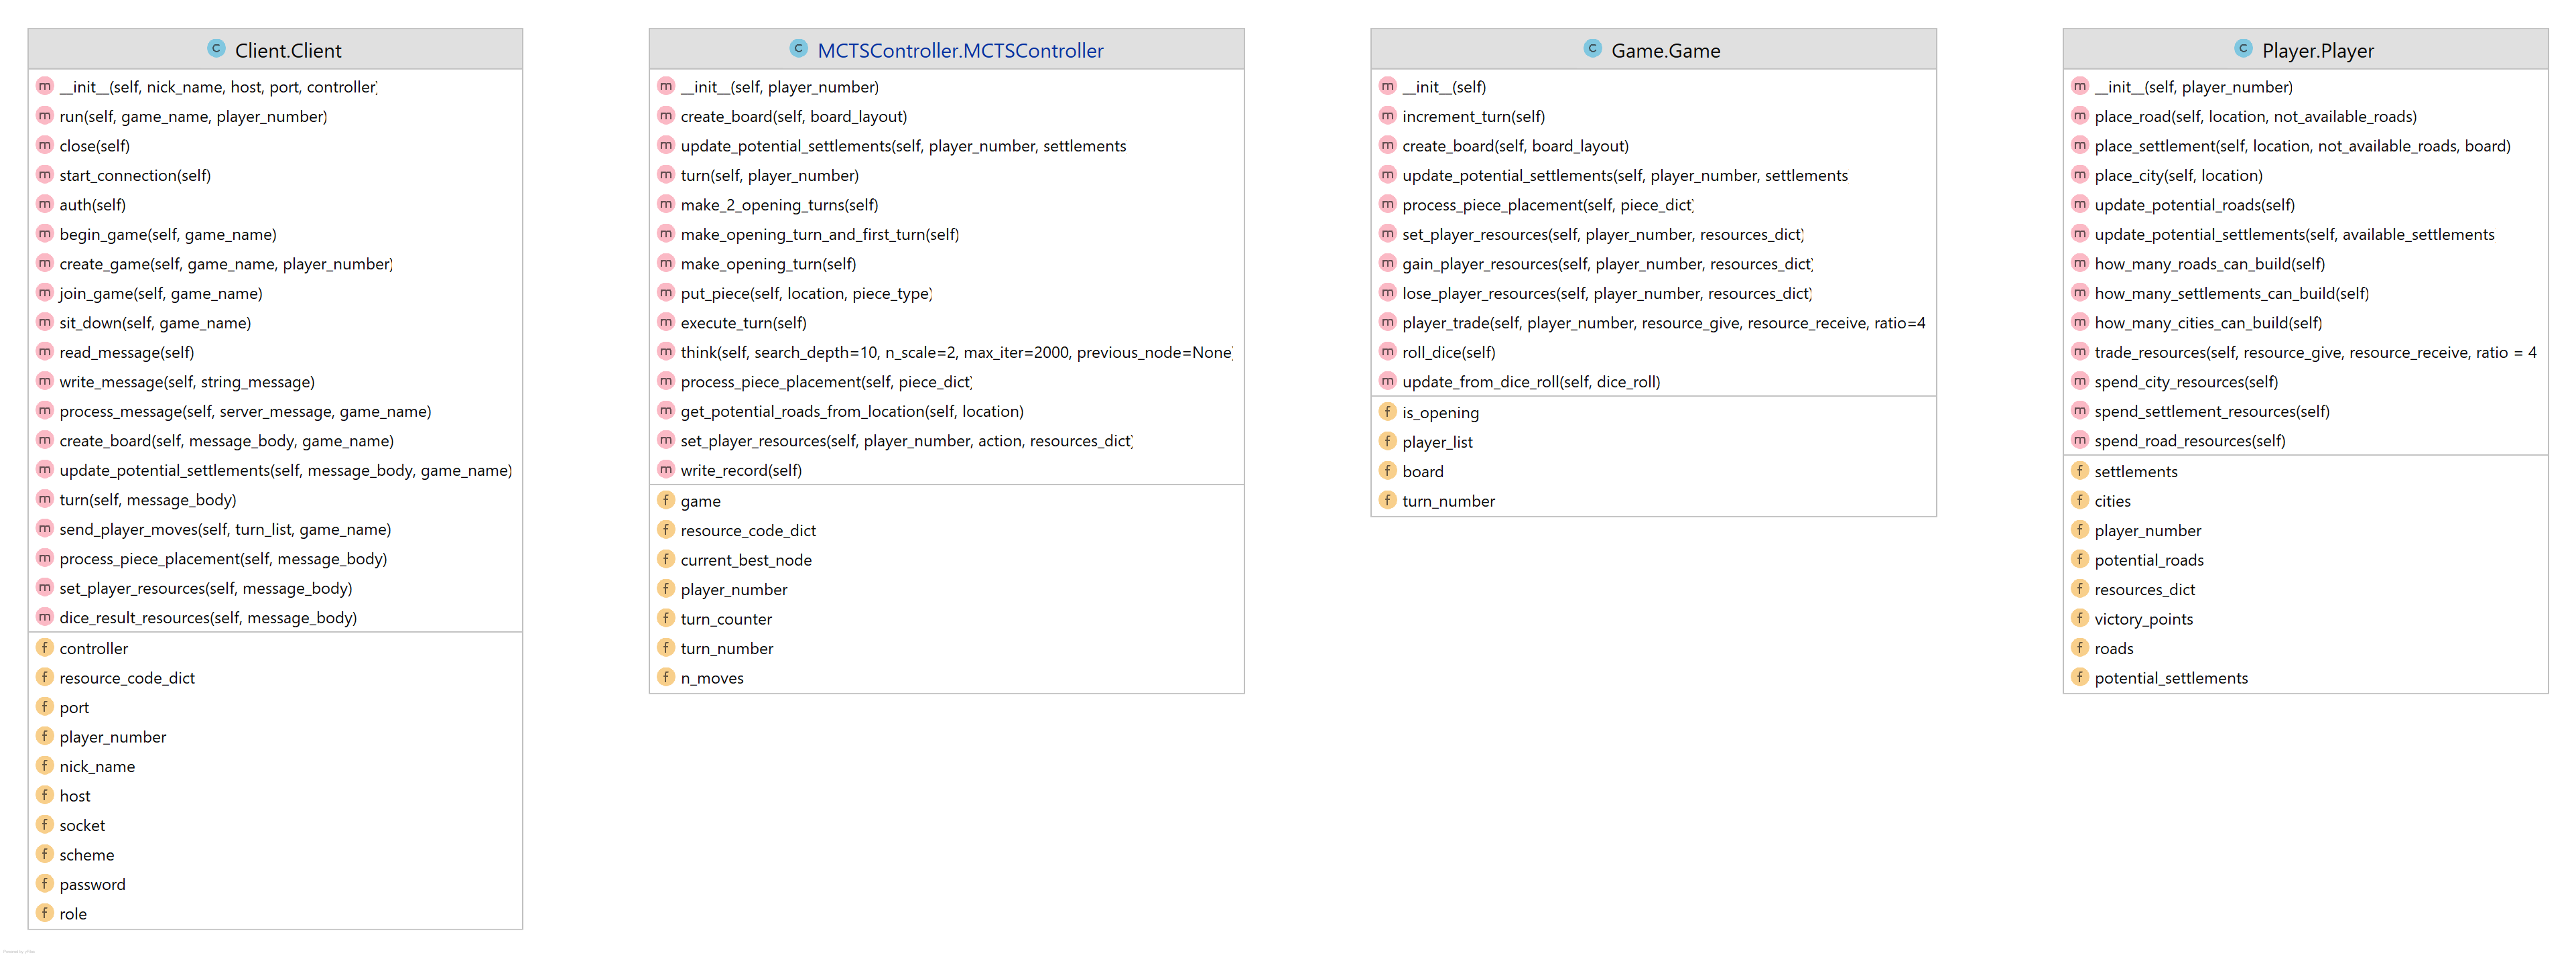 Client.Client
__init__(self, nick_name, host, port, controller)
run(self, game_name, player_number)
close(self)
start_connection(self)
auth(self)
begin_game(self, game_name)
create_game(self, game_name, player_number)
join_game(self, game_name)
sit_down(self, game_name)
read_message(self)
write_message(self, string_message)
process_message(self, server_message, game_name)
create_board(self, message_body, game_name)
update_potential_settlements(self, message_body, game_name)
turn(self, message_body)
send_player_moves(self, turn_list, game_name)
process_piece_placement(self, message_body)
set_player_resources(self, message_body)
dice_result_resources(self, message_body)
controller
resource_code_dict
port
player_number
nick_name
host
socket
scheme
password
role
MCTSController.MCTSController
__init__(self, player_number)
create_board(self, board_layout)
update_potential_settlements(self, player_number, settlements
turn(self, player_number)
make_2_opening_turns(self)
make_opening_turn_and_first_turn(self)
make_opening_turn(self)
put_piece(self, location, piece_type)
execute_turn(self)
think(self, search_depth=10, n_scale=2, max_iter=2000, previous_node=None)
process_piece_placement(self, piece_dict)
get_potential_roads_from_location(self, location)
set_player_resources(self, player_number, action, resources_dict)
write_record(self)
game
resource_code_dict
current_best_node
player_number
turn_counter
turn_number
n_moves
Game.Game
__init__(self)
increment_turn(self)
create_board(self, board_layout)
update_potential_settlements(self, player_number, settlements
process_piece_placement(self, piece_dict)
set_player_resources(self, player_number, resources_dict)
gain_player_resources(self, player_number, resources_dict)
lose_player_resources(self, player_number, resources_dict)
player_trade(self, player_number, resource_give, resource_receive, ratio=4
roll_dice(self)
update_from_dice_roll(self, dice_roll)
is_opening
player_list
board
turn_number
Player.Player
__init__(self, player_number)
place_road(self, location, not_available_roads)
place_settlement(self, location, not_available_roads, board)
place_city(self, location)
update_potential_roads(self)
update_potential_settlements(self, available_settlements
how_many_roads_can_build(self)
how_many_settlements_can_build(self)
how_many_cities_can_build(self)
trade_resources(self, resource_give, resource_receive, ratio = 4
spend_city_resources(self)
spend_settlement_resources(self)
spend_road_resources(self)
settlements
cities
player_number
potential_roads
resources_dict
victory_points
roads
potential_settlements